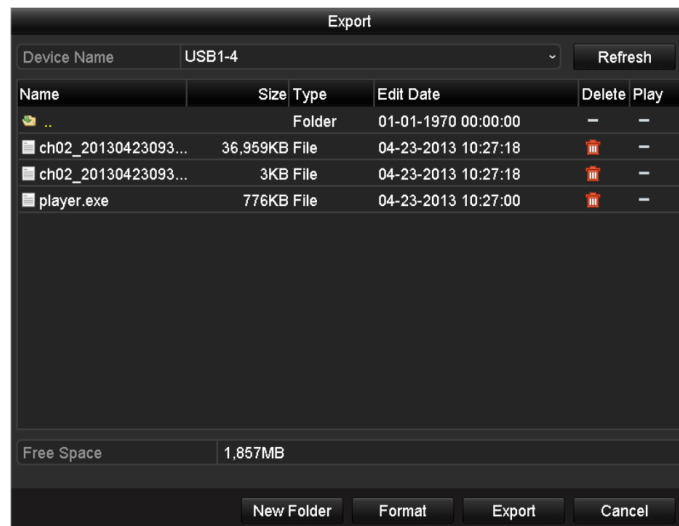 Export
Device Name USB1-4 Refresh
Name Size Type Edit Date Delete Play
.. Folder 01-01-1970 00:00:00 – –
ch02_20130423093... 36,959KB File 04-23-2013 10:27:18 –
ch02_20130423093... 3KB File 04-23-2013 10:27:18 –
player.exe 776KB File 04-23-2013 10:27:00 –
Free Space 1,857MB
New Folder Format Export Cancel